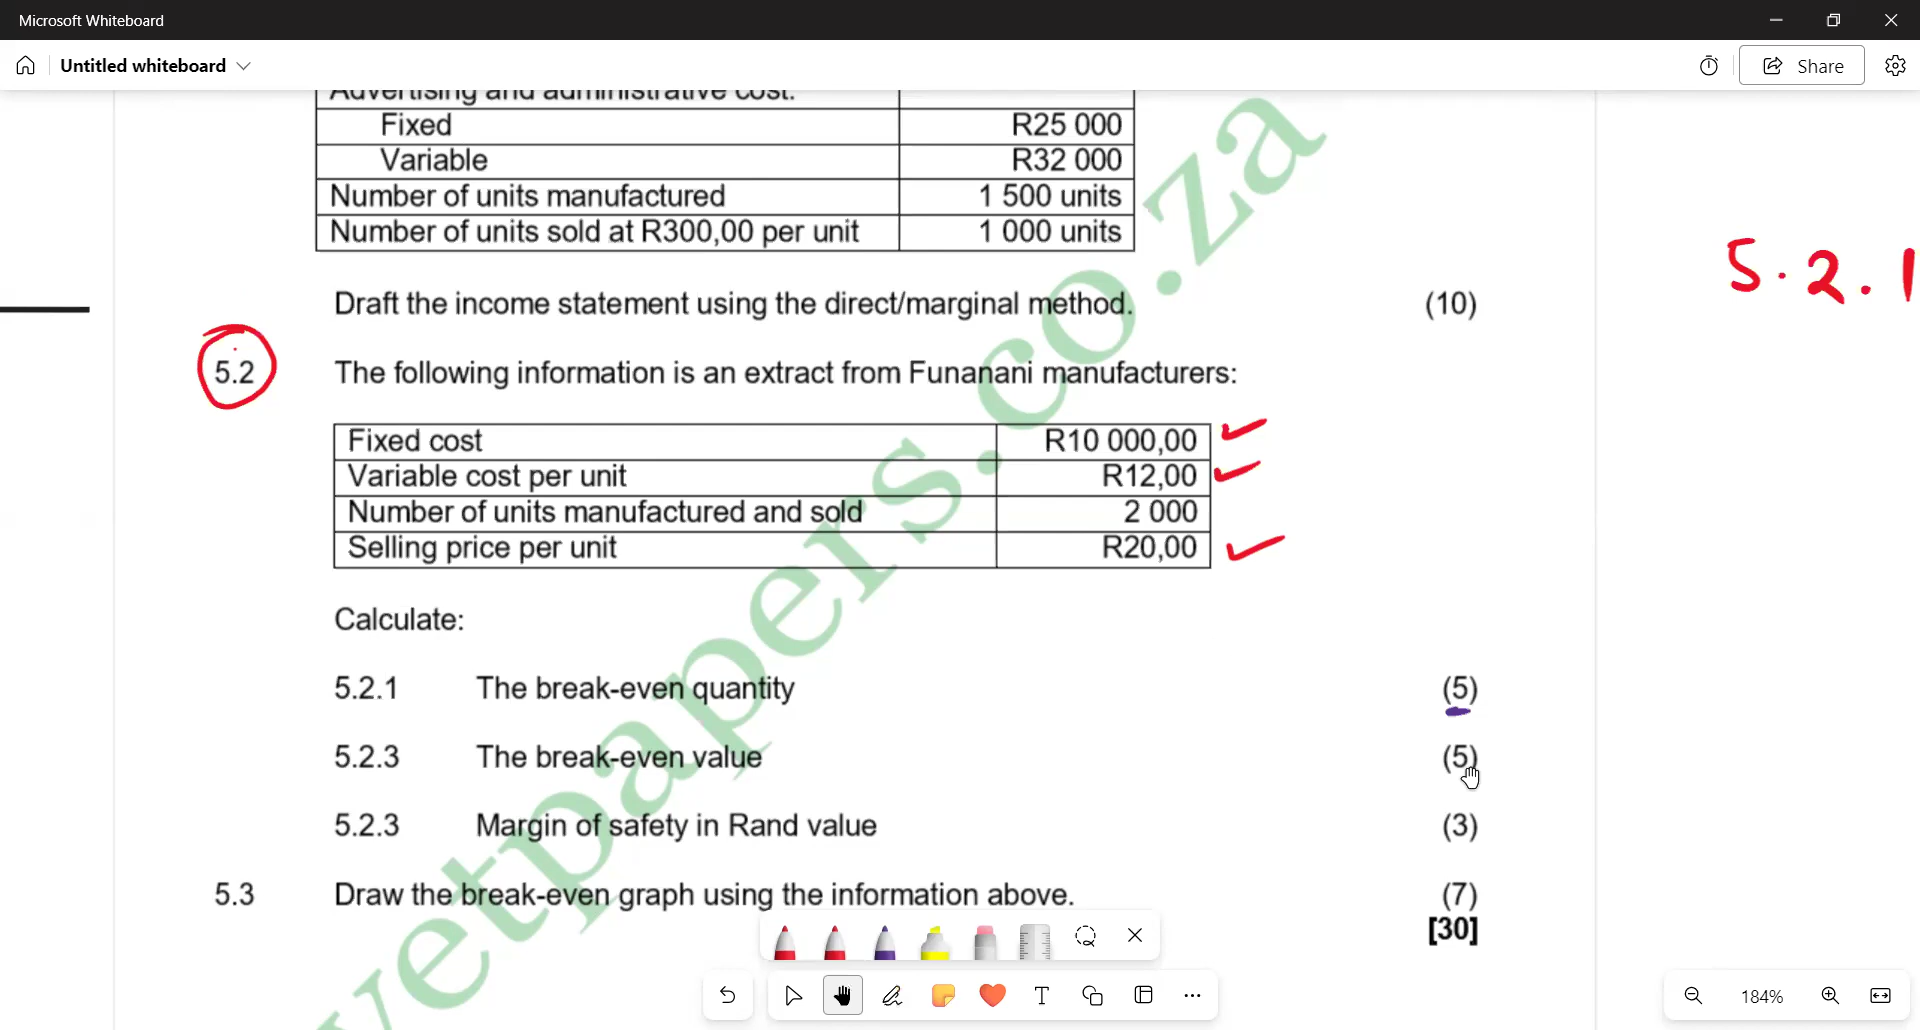 Microsoft Whiteboard
Untitled whiteboard
Share
Advertising and administrative cost:
Fixed R25 000
Variable R32 000
Number of units manufactured 1 500 units
Number of units sold at R300,00 per unit 1 000 units
5.2.1
Draft the income statement using the direct/marginal method. (10)
5.2 The following information is an extract from Funanani manufacturers:
Fixed cost R10 000,00
Variable cost per unit R12,00
Number of units manufactured and sold 2 000
Selling price per unit R20,00
Calculate:
5.2.1 The break-even quantity (5)
5.2.3 The break-even value (5)
5.2.3 Margin of safety in Rand value (3)
5.3 Draw the break-even graph using the information above. (7)
[30]
vetpapers.co.za
184%